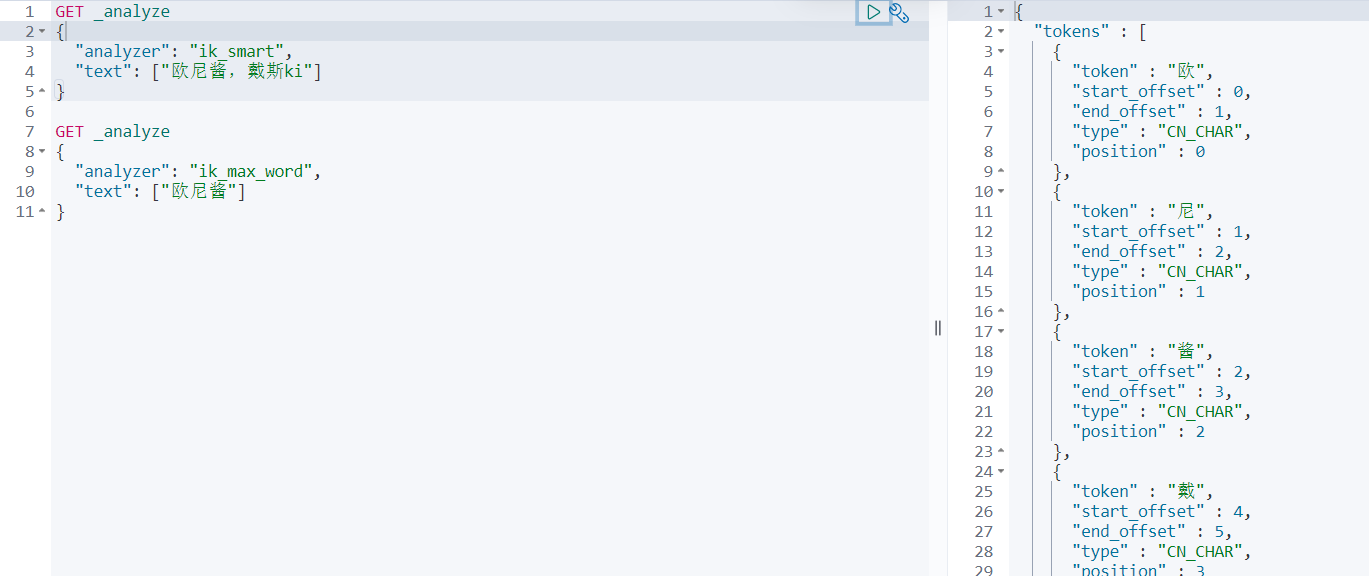 1 GET _analyze
2 {
3 "analyzer": "ik_smart",
4 "text": ["欧尼酱，戴斯ki"]
5 }
6
7 GET _analyze
8 {
9 "analyzer": "ik_max_word",
10 "text": ["欧尼酱"]
11 }
1 {
2 "tokens" : [
3 {
4 "token" : "欧",
5 "start_offset" : 0,
6 "end_offset" : 1,
7 "type" : "CN_CHAR",
8 "position" : 0
9 },
10 {
11 "token" : "尼",
12 "start_offset" : 1,
13 "end_offset" : 2,
14 "type" : "CN_CHAR",
15 "position" : 1
16 },
17 {
18 "token" : "酱",
19 "start_offset" : 2,
20 "end_offset" : 3,
21 "type" : "CN_CHAR",
22 "position" : 2
23 },
24 {
25 "token" : "戴",
26 "start_offset" : 4,
27 "end_offset" : 5,
28 "type" : "CN_CHAR",
29 "position" : 3